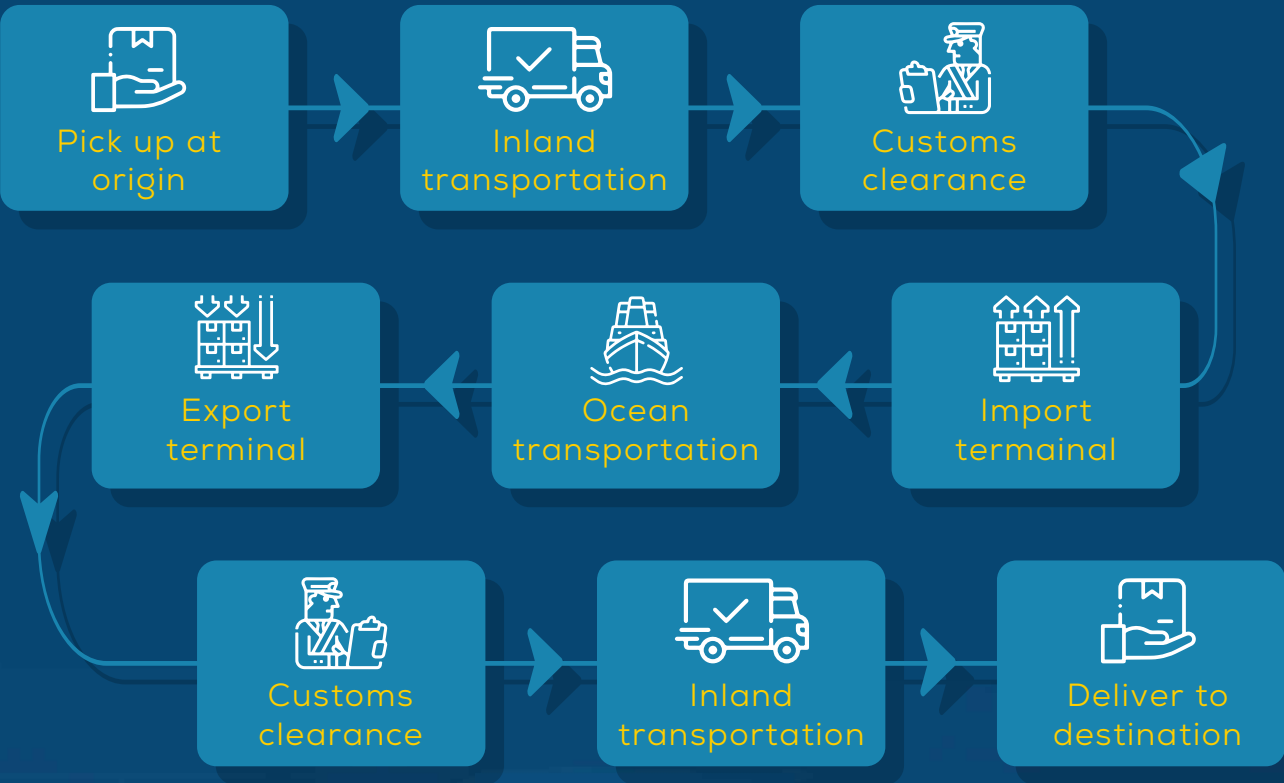 Pick up at
origin
Inland
transportation
Customs
clearance
Import
termainal
Ocean
transportation
Export
terminal
Customs
clearance
Inland
transportation
Deliver to
destination